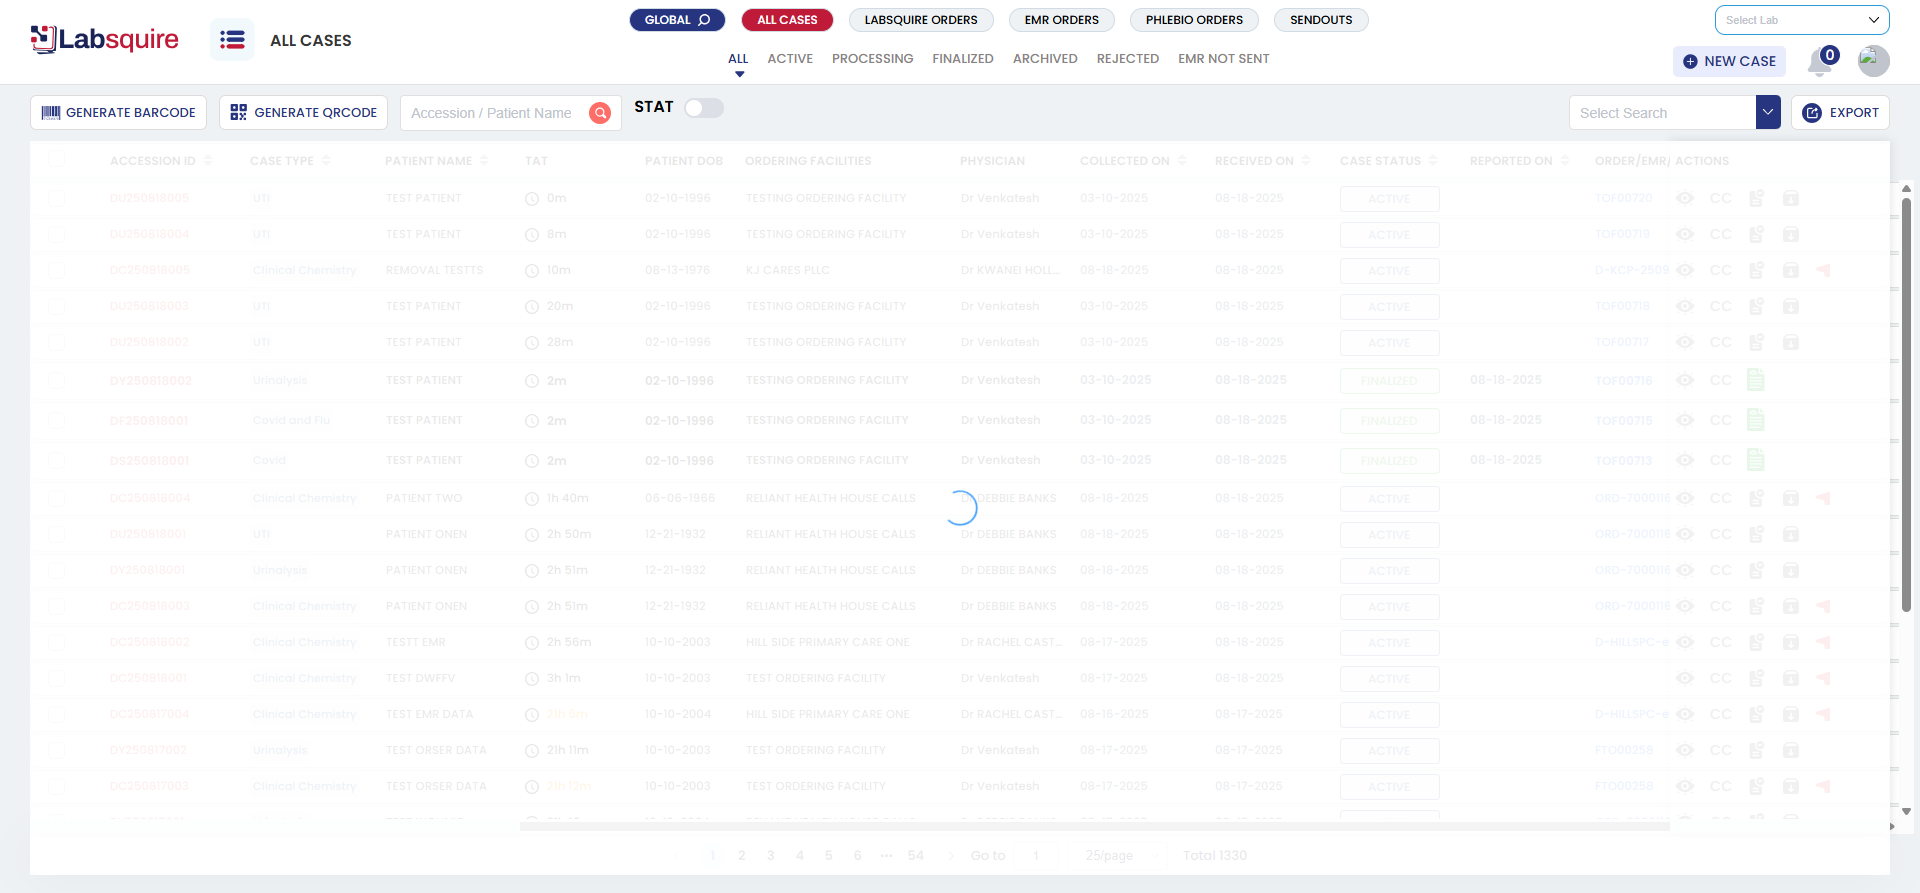 Labsquire
ALL CASES
GLOBAL
ALL CASES
LABSQUIRE ORDERS
EMR ORDERS
PHLEBIO ORDERS
SENDOUTS
Select Lab
ALL
ACTIVE
PROCESSING
FINALIZED
ARCHIVED
REJECTED
EMR NOT SENT
NEW CASE
0
GENERATE BARCODE
GENERATE QRCODE
Accession / Patient Name
STAT
Select Search
EXPORT
ACCESSION ID CASE TYPE PATIENT NAME TAT PATIENT DOB ORDERING FACILITIES PHYSICIAN COLLECTED ON RECEIVED ON CASE STATUS REPORTED ON ORDER/EMR/ ACTIONS
DU250818005 UTI TEST PATIENT 0m 02-10-1996 TESTING ORDERING FACILITY Dr Venkatesh 03-10-2025 08-18-2025 ACTIVE TOF00720 CC
DU250818004 UTI TEST PATIENT 8m 02-10-1996 TESTING ORDERING FACILITY Dr Venkatesh 03-10-2025 08-18-2025 ACTIVE TOF00719 CC
DC250818005 Clinical Chemistry REMOVAL TESTTS 10m 08-13-1976 KJ CARES PLLC Dr KWANEI HOLL... 08-18-2025 08-18-2025 ACTIVE D-KCP-2509 CC
DU250818003 UTI TEST PATIENT 20m 02-10-1996 TESTING ORDERING FACILITY Dr Venkatesh 03-10-2025 08-18-2025 ACTIVE TOF00718 CC
DU250818002 UTI TEST PATIENT 28m 02-10-1996 TESTING ORDERING FACILITY Dr Venkatesh 03-10-2025 08-18-2025 ACTIVE TOF00717 CC
DY250818002 Urinalysis TEST PATIENT 2m 02-10-1996 TESTING ORDERING FACILITY Dr Venkatesh 03-10-2025 08-18-2025 FINALIZED 08-18-2025 TOF00716 CC
DF250818001 Covid and Flu TEST PATIENT 2m 02-10-1996 TESTING ORDERING FACILITY Dr Venkatesh 03-10-2025 08-18-2025 FINALIZED 08-18-2025 TOF00715 CC
DS250818001 Covid TEST PATIENT 2m 02-10-1996 TESTING ORDERING FACILITY Dr Venkatesh 03-10-2025 08-18-2025 FINALIZED 08-18-2025 TOF00713 CC
DC250818004 Clinical Chemistry PATIENT TWO 1h 40m 06-06-1966 RELIANT HEALTH HOUSE CALLS Dr DEBBIE BANKS 08-18-2025 08-18-2025 ACTIVE ORD-7000116 CC
DU250818001 UTI PATIENT ONEN 2h 50m 12-21-1932 RELIANT HEALTH HOUSE CALLS Dr DEBBIE BANKS 08-18-2025 08-18-2025 ACTIVE ORD-7000116 CC
DY250818001 Urinalysis PATIENT ONEN 2h 51m 12-21-1932 RELIANT HEALTH HOUSE CALLS Dr DEBBIE BANKS 08-18-2025 08-18-2025 ACTIVE ORD-7000116 CC
DC250818003 Clinical Chemistry PATIENT ONEN 2h 51m 12-21-1932 RELIANT HEALTH HOUSE CALLS Dr DEBBIE BANKS 08-18-2025 08-18-2025 ACTIVE ORD-7000116 CC
DC250818002 Clinical Chemistry TESTT EMR 2h 56m 10-10-2003 HILL SIDE PRIMARY CARE ONE Dr RACHEL CAST... 08-17-2025 08-18-2025 ACTIVE D-HILLSPC-e CC
DC250818001 Clinical Chemistry TEST DWFFV 3h 1m 10-10-2003 TEST ORDERING FACILITY Dr Venkatesh 08-17-2025 08-18-2025 ACTIVE CC
DC250817004 Clinical Chemistry TEST EMR DATA 10-10-2004 HILL SIDE PRIMARY CARE ONE Dr RACHEL CAST... 08-16-2025 08-17-2025 ACTIVE D-HILLSPC-e CC
DY250817002 Urinalysis TEST ORSER DATA 21h 11m 10-10-2003 TEST ORDERING FACILITY Dr Venkatesh 08-17-2025 08-17-2025 ACTIVE FTO00256 CC
DC250817003 Clinical Chemistry TEST ORSER DATA 21h 12m 10-10-2003 TEST ORDERING FACILITY Dr Venkatesh 08-17-2025 08-17-2025 ACTIVE FTO00255 CC
1 2 3 4 5 6 ••• 54 Go to 1 25/page Total 1330